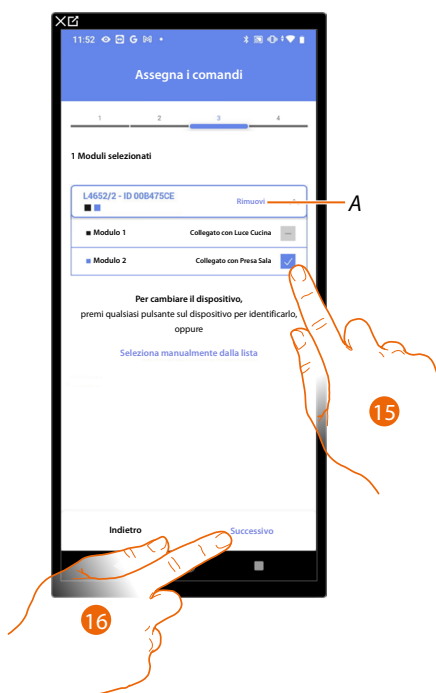 11:52
Assegna i comandi
1 2 3 4
1 Moduli selezionati
L4652/2 - ID 00B475CE
Rimuovi
A
Modulo 1 Collegato con Luce Cucina
Modulo 2 Collegato con Presa Sala
Per cambiare il dispositivo,
premi qualsiasi pulsante sul dispositivo per identificarlo,
oppure
Seleziona manualmente dalla lista
15
Indietro Successivo
16